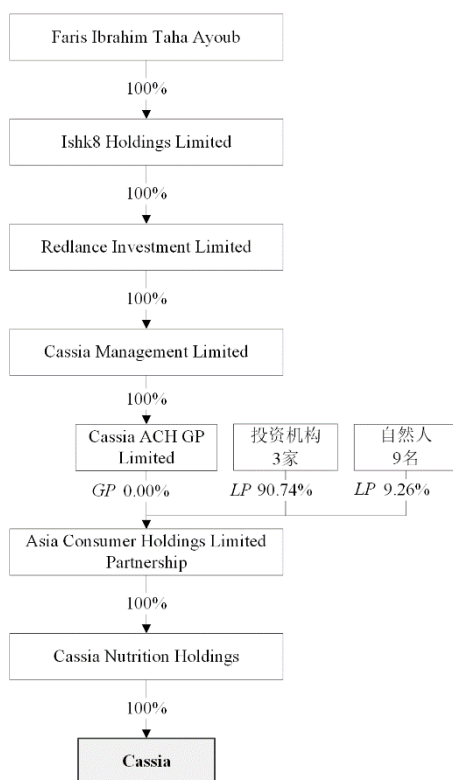 Faris Ibrahim Taha Ayoub
100%
Ishk8 Holdings Limited
100%
Redlance Investment Limited
100%
Cassia Management Limited
100%
Cassia ACH GP
Limited
投资机构
3家
自然人
9名
GP 0.00%
LP 90.74%
LP 9.26%
Asia Consumer Holdings Limited
Partnership
100%
Cassia Nutrition Holdings
100%
Cassia